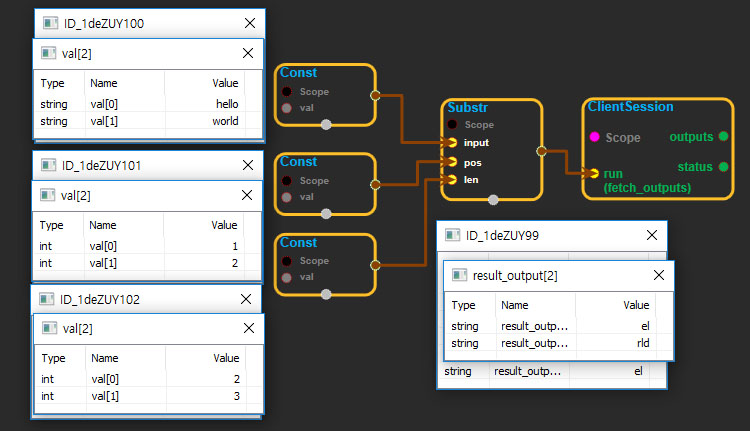 ID_1deZUY100
val[2]
Type Name Value
string val[0] hello
string val[1] world
ID_1deZUY101
val[2]
Type Name Value
int val[0] 1
int val[1] 2
ID_1deZUY102
val[2]
Type Name Value
int val[0] 2
int val[1] 3
Const
Scope
val
Const
Scope
val
Const
Scope
val
Substr
Scope
input
pos
len
ClientSession
Scope outputs
status
run
(fetch_outputs)
ID_1deZUY99
result_output[2]
Type Name Value
string result_outp... el
string result_outp... rld
string result_outp... el